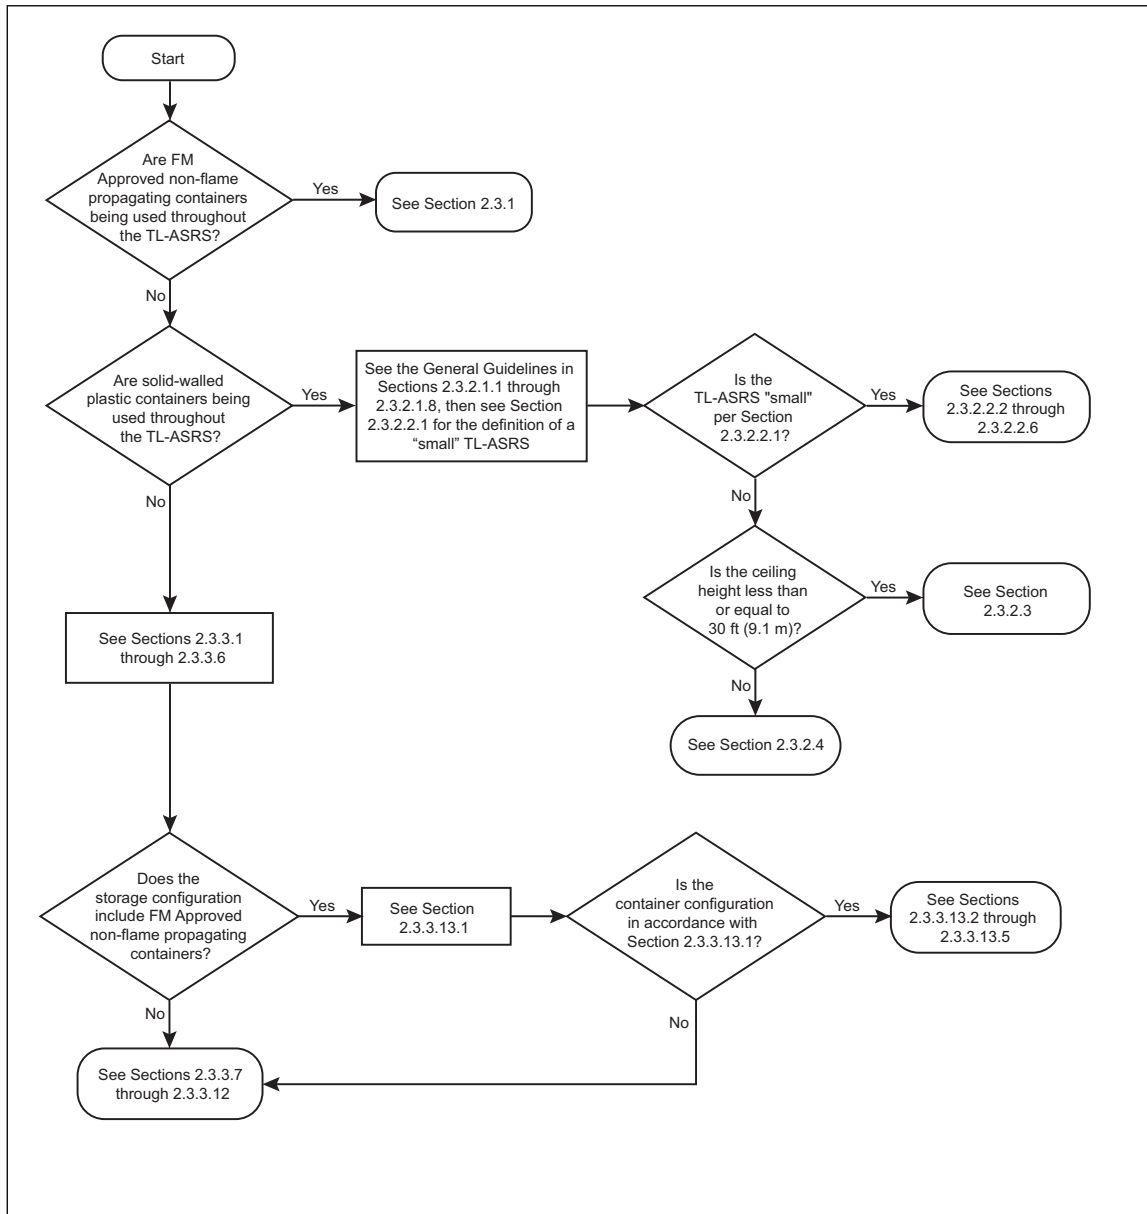 Start
Are FM
Approved non-flame
propagating containers
being used throughout
the TL-ASRS?
Yes
See Section 2.3.1
No
Are solid-walled
plastic containers being
used throughout
the TL-ASRS?
Yes
See the General Guidelines in
Sections 2.3.2.1.1 through
2.3.2.1.8, then see Section
2.3.2.2.1 for the definition of a
“small” TL-ASRS
Is the
TL-ASRS "small"
per Section
2.3.2.2.1?
Yes
See Sections
2.3.2.2.2 through
2.3.2.2.6
No
No
Is the ceiling
height less than
or equal to
30 ft (9.1 m)?
Yes
See Section
2.3.2.3
No
See Section 2.3.2.4
See Sections 2.3.3.1
through 2.3.3.6
Does the
storage configuration
include FM Approved
non-flame propagating
containers?
Yes
See Section
2.3.3.13.1
Is the
container configuration
in accordance with
Section 2.3.3.13.1?
Yes
See Sections
2.3.3.13.2 through
2.3.3.13.5
No
No
See Sections 2.3.3.7
through 2.3.3.12